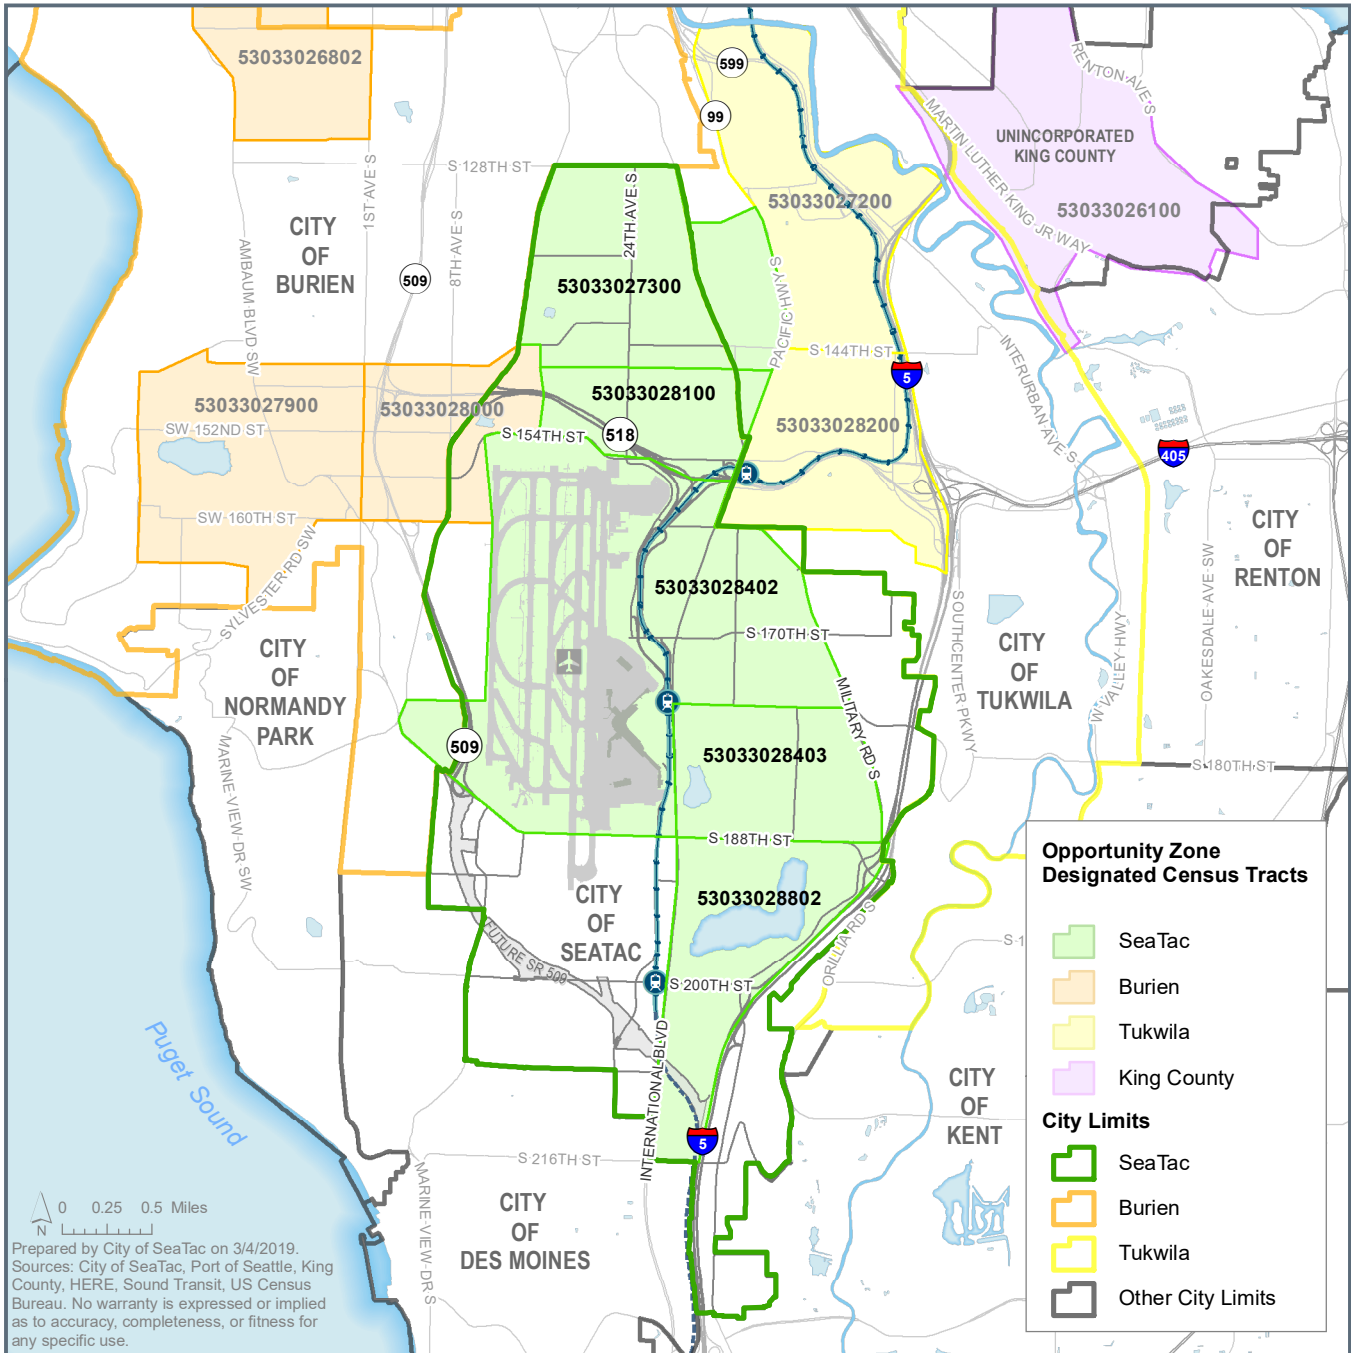 53033026802
599
99
RENTON AVE S
MARTIN LUTHER KING JR WAY
UNINCORPORATED
KING COUNTY
53033026100
S 128TH ST
1ST AVE S
8TH AVE S
24TH AVE S
53033027200
CITY
OF
BURIEN
AMBAUM BLVD SW
509
53033027300
PACIFIC HWY S
S 144TH ST
5
INTERURBAN AVE S
53033027900
53033028000
53033028100
53033028200
SW 152ND ST
S 154TH ST
518
405
SW 160TH ST
CITY
OF
RENTON
SYLVESTER RD SW
53033028402
S 170TH ST
SOUTHCENTER PKWY
CITY
OF
TUKWILA
W VALLEY HWY
OAKESDALE AVE SW
CITY
OF
NORMANDY
PARK
MILITARY RD S
509
53033028403
S 180TH ST
MARINE VIEW DR SW
S 188TH ST
53033028802
CITY
OF
SEATAC
FUTURE SR 509
ORILLIA RD S
S 1
S 200TH ST
INTERNATIONAL BLVD
Puget Sound
CITY
OF
KENT
5
S 216TH ST
MARINE VIEW DR S
CITY
OF
DES MOINES
Opportunity Zone
Designated Census Tracts
SeaTac
Burien
Tukwila
King County
City Limits
SeaTac
Burien
Tukwila
Other City Limits
N
0 0.25 0.5 Miles
Prepared by City of SeaTac on 3/4/2019.
Sources: City of SeaTac, Port of Seattle, King
County, HERE, Sound Transit, US Census
Bureau. No warranty is expressed or implied
as to accuracy, completeness, or fitness for
any specific use.